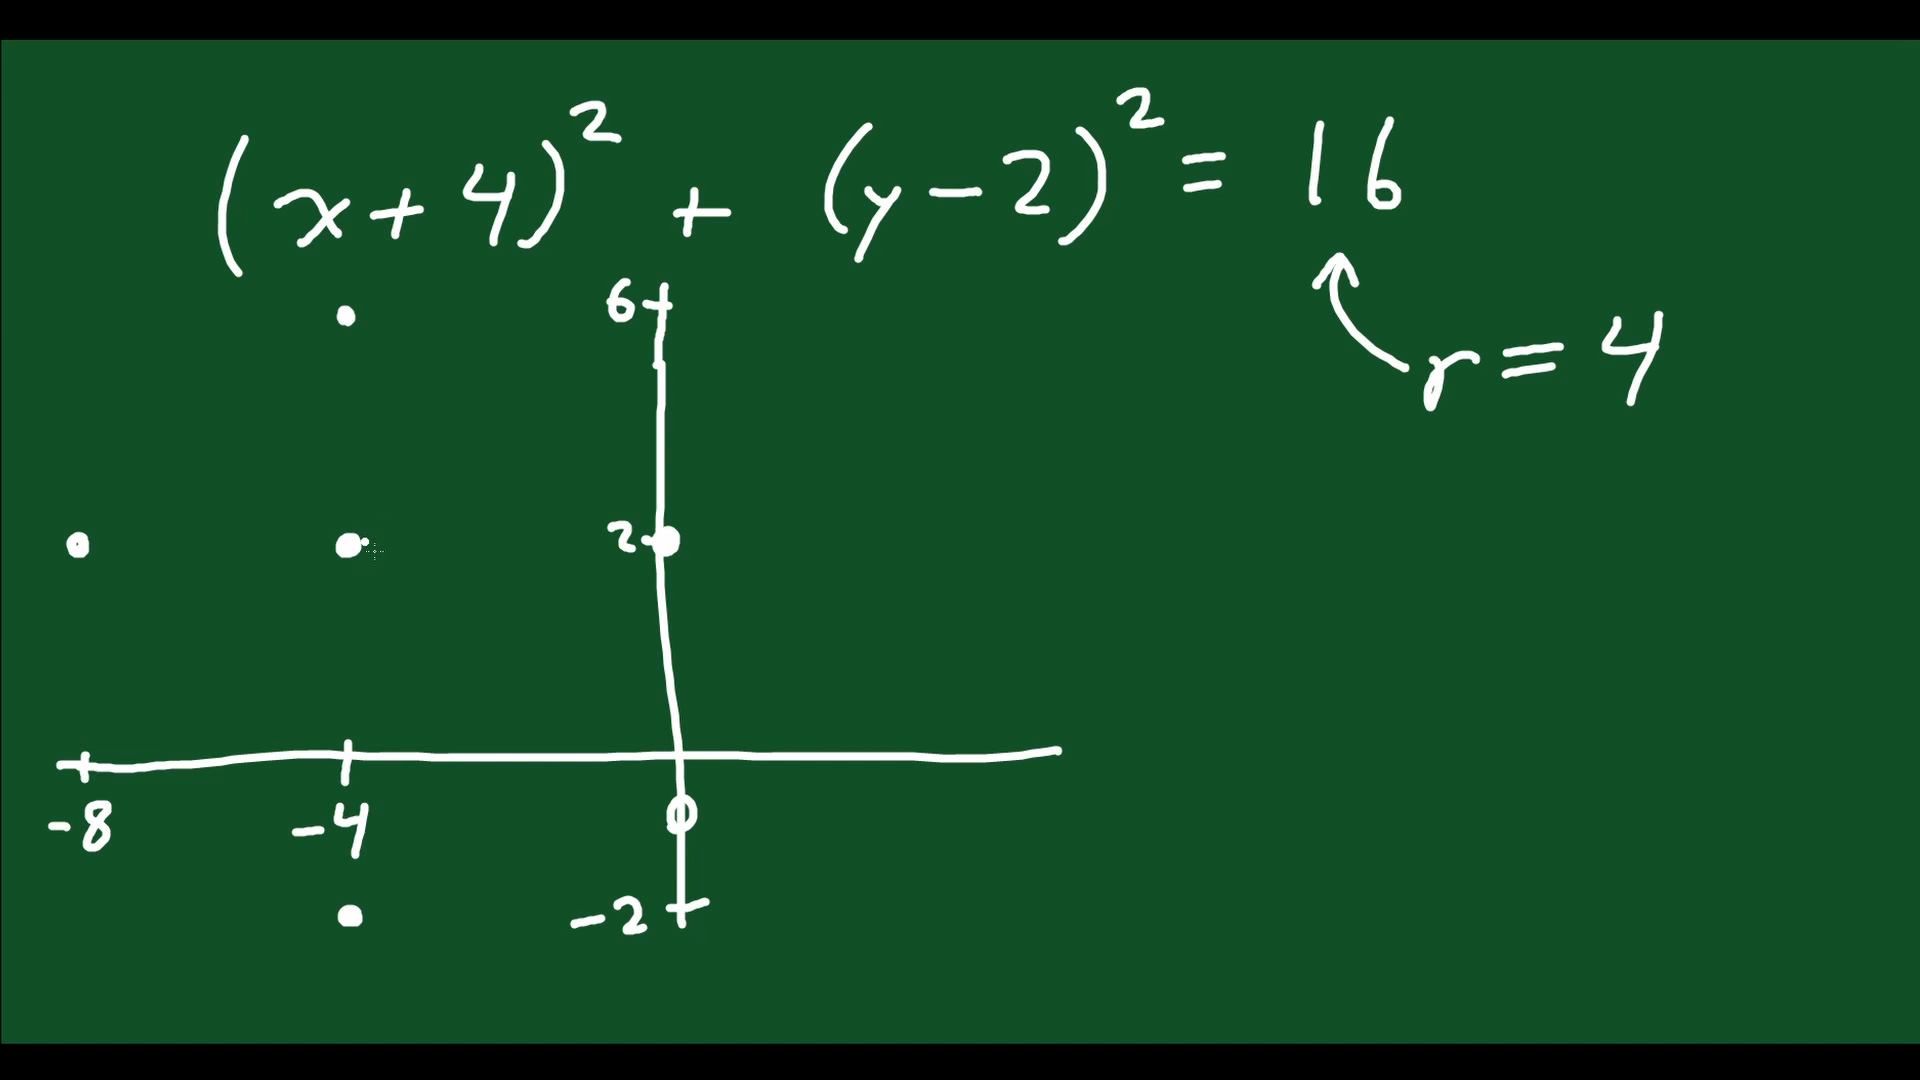 (x+4)² + (y-2)² = 16
r = 4
6
2
-8 -4 0
-2